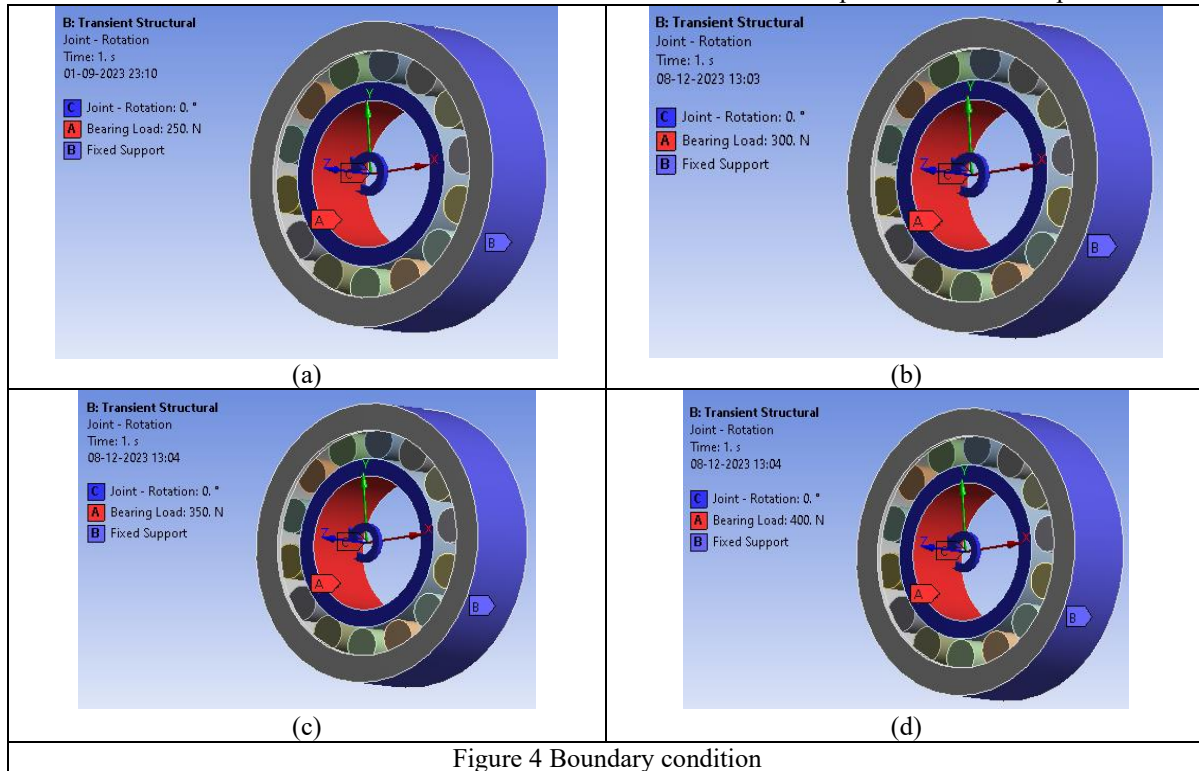 B: Transient Structural
Joint - Rotation
Time: 1. s
01-09-2023 23:10
C Joint - Rotation: 0. °
A Bearing Load: 250. N
B Fixed Support
Y
Z
C
X
A
B
(a)
B: Transient Structural
Joint - Rotation
Time: 1. s
08-12-2023 13:03
C Joint - Rotation: 0. °
A Bearing Load: 300. N
B Fixed Support
Y
Z
C
X
A
B
(b)
B: Transient Structural
Joint - Rotation
Time: 1. s
08-12-2023 13:04
C Joint - Rotation: 0. °
A Bearing Load: 350. N
B Fixed Support
Y
Z
C
X
A
B
(c)
B: Transient Structural
Joint - Rotation
Time: 1. s
08-12-2023 13:04
C Joint - Rotation: 0. °
A Bearing Load: 400. N
B Fixed Support
Y
Z
C
X
A
B
(d)
Figure 4 Boundary condition